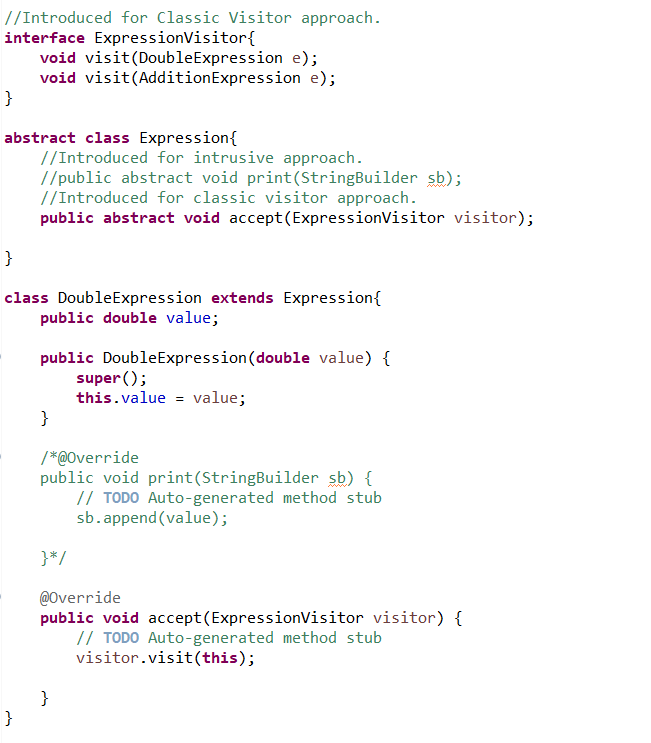 //Introduced for Classic Visitor approach.
interface ExpressionVisitor{
    void visit(DoubleExpression e);
    void visit(AdditionExpression e);
}

abstract class Expression{
    //Introduced for intrusive approach.
    //public abstract void print(StringBuilder sb);
    //Introduced for classic visitor approach.
    public abstract void accept(ExpressionVisitor visitor);

}

class DoubleExpression extends Expression{
    public double value;

    public DoubleExpression(double value) {
        super();
        this.value = value;
    }

    /*@Override
    public void print(StringBuilder sb) {
        // TODO Auto-generated method stub
        sb.append(value);

    }*/

    @Override
    public void accept(ExpressionVisitor visitor) {
        // TODO Auto-generated method stub
        visitor.visit(this);

    }
}